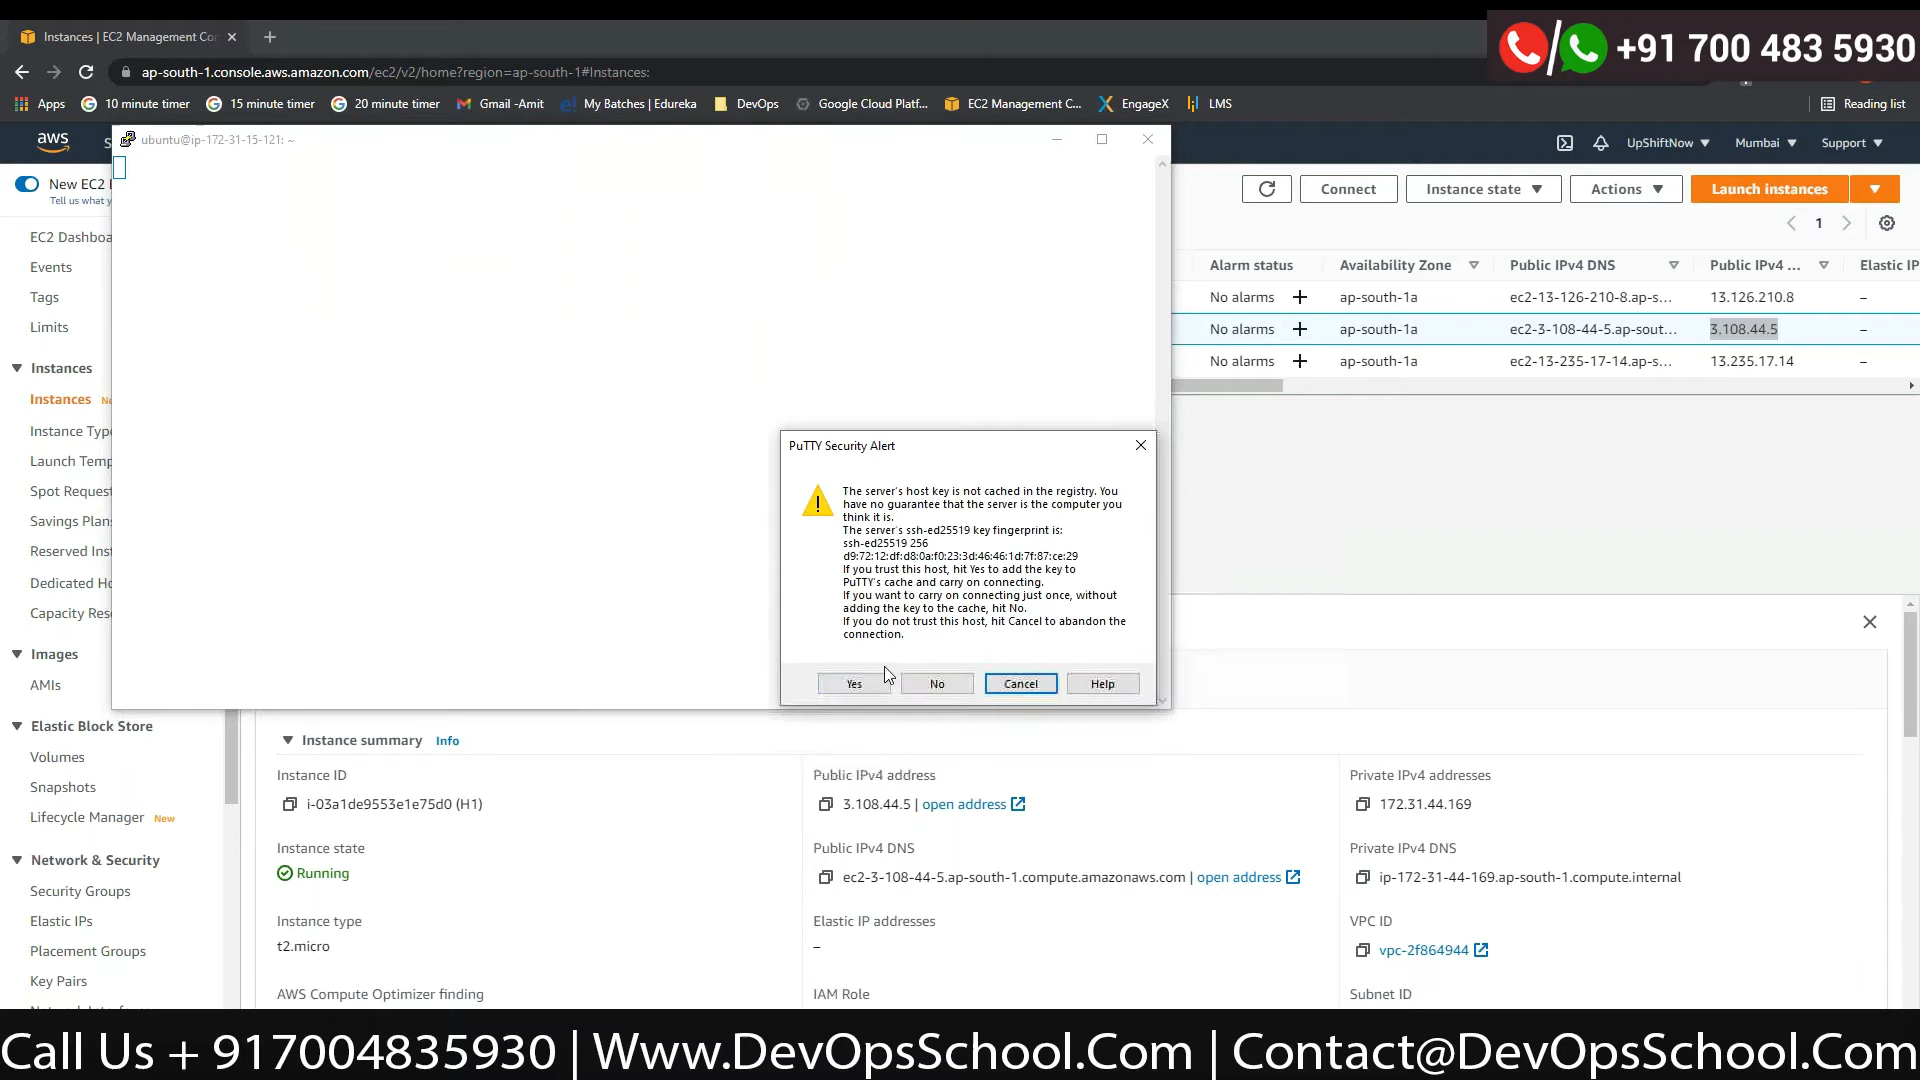 Instances | EC2 Management Co
+91 700 483 5930
ap-south-1.console.aws.amazon.com/ec2/v2/home?region=ap-south-1#Instances:
Apps
10 minute timer
15 minute timer
20 minute timer
Gmail -Amit
My Batches | Edureka
DevOps
Google Cloud Platf...
EC2 Management C...
EngageX
LMS
Reading list
aws
S
ubuntu@ip-172-31-15-121: ~
UpShiftNow
Mumbai
Support
New EC2
Tell us what y
Connect
Instance state
Actions
Launch instances
1
Alarm status
Availability Zone
Public IPv4 DNS
Public IPv4 ...
Elastic IP
No alarms
ap-south-1a
ec2-13-126-210-8.ap-s...
13.126.210.8
–
No alarms
ap-south-1a
ec2-3-108-44-5.ap-sout...
3.108.44.5
–
No alarms
ap-south-1a
ec2-13-235-17-14.ap-s...
13.235.17.14
–
EC2 Dashboa
Events
Tags
Limits
Instances
Instances Ne
Instance Typ
Launch Temp
Spot Request
Savings Plan
Reserved Inst
Dedicated Ho
Capacity Res
Images
AMIs
Elastic Block Store
Volumes
Snapshots
Lifecycle Manager New
Network & Security
Security Groups
Elastic IPs
Placement Groups
Key Pairs
PuTTY Security Alert
The server's host key is not cached in the registry. You
have no guarantee that the server is the computer you
think it is.
The server's ssh-ed25519 key fingerprint is:
ssh-ed25519 256
d9:72:12:df:d8:0a:f0:23:3d:46:46:1d:7f:87:ce:29
If you trust this host, hit Yes to add the key to
PuTTY's cache and carry on connecting.
If you want to carry on connecting just once, without
adding the key to the cache, hit No.
If you do not trust this host, hit Cancel to abandon the
connection.
Yes
No
Cancel
Help
Instance summary Info
Instance ID
i-03a1de9553e1e75d0 (H1)
Public IPv4 address
3.108.44.5 | open address
Private IPv4 addresses
172.31.44.169
Instance state
Running
Public IPv4 DNS
ec2-3-108-44-5.ap-south-1.compute.amazonaws.com | open address
Private IPv4 DNS
ip-172-31-44-169.ap-south-1.compute.internal
Instance type
t2.micro
Elastic IP addresses
–
VPC ID
vpc-2f864944
AWS Compute Optimizer finding
IAM Role
Subnet ID
Call Us + 917004835930 | Www.DevOpsSchool.Com | Contact@DevOpsSchool.Com